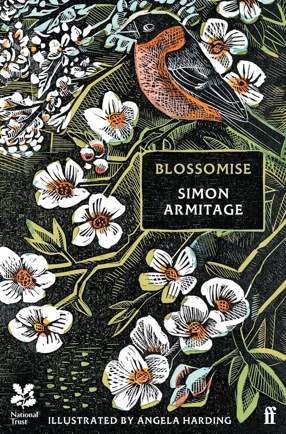 BLOSSOMISE
SIMON
ARMITAGE
National
Trust
ILLUSTRATED BY ANGELA HARDING
ff